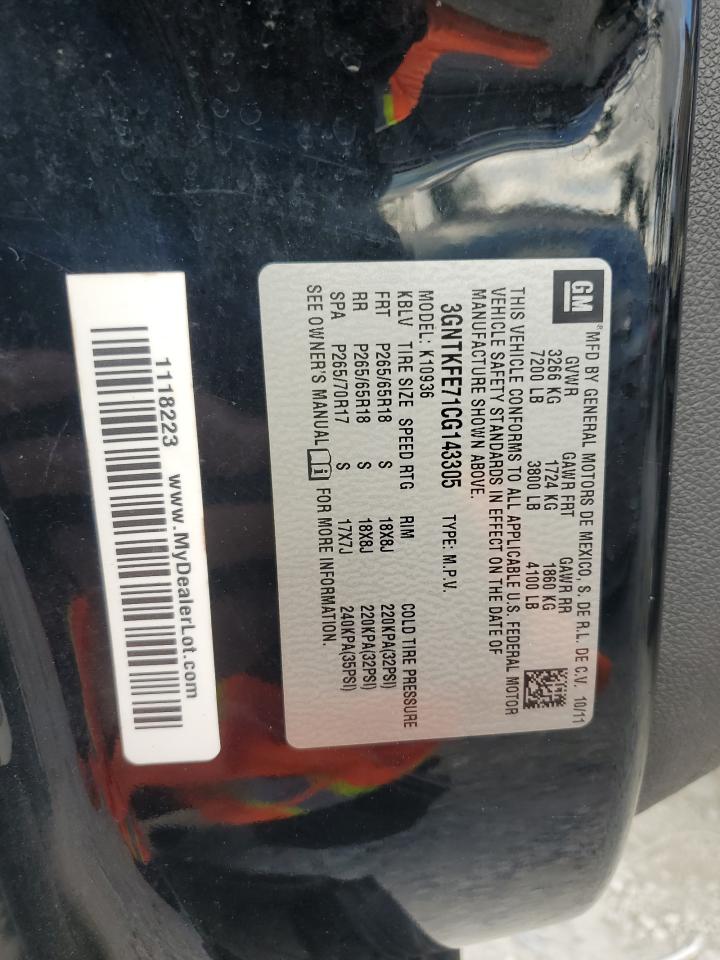 GM
® MFD BY GENERAL MOTORS DE MEXICO, S. DE R.L. DE C.V. 10/11
GVWR GAWR FRT GAWR RR
3266 KG 1724 KG 1860 KG
7200 LB 3800 LB 4100 LB
THIS VEHICLE CONFORMS TO ALL APPLICABLE U.S. FEDERAL MOTOR
VEHICLE SAFETY STANDARDS IN EFFECT ON THE DATE OF
MANUFACTURE SHOWN ABOVE.
3GNTKFE71CG143305 TYPE: M.P.V.
MODEL: K10936
KBLV TIRE SIZE SPEED RTG RIM COLD TIRE PRESSURE
FRT P265/65R18 S 18X8J 220KPA(32PSI)
RR P265/65R18 S 18X8J 220KPA(32PSI)
SPA P265/70R17 S 17X7J 240KPA(35PSI)
SEE OWNER'S MANUAL i FOR MORE INFORMATION.
1118223 www.MyDealerLot.com